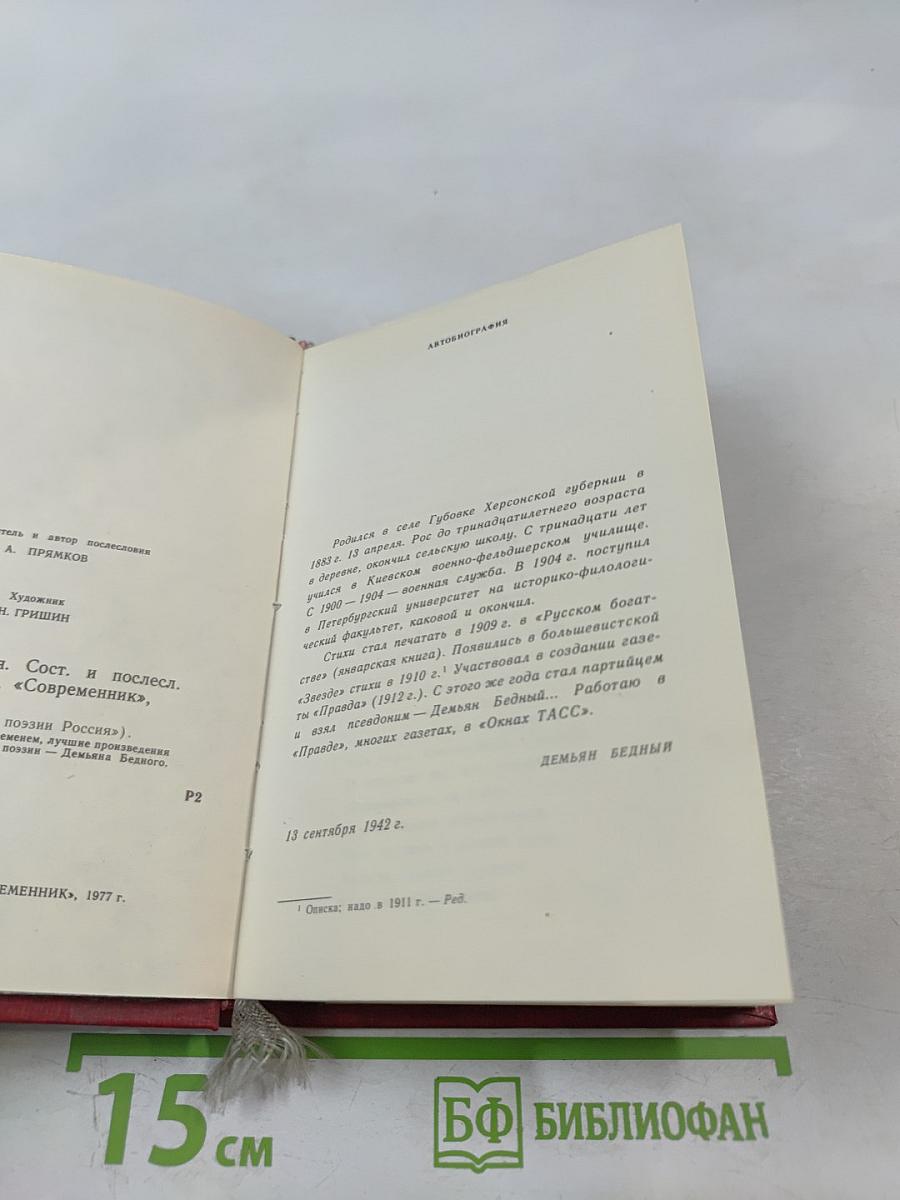 тель и автор послесловия
А. ПРЯМКОВ
Художник
Н. ГРИШИН
Сост. и послесл.
«Современник»,
поэзии Россия»).
еменем, лучшие произведения
поэзии — Демьяна Бедного.
Р2
ЕМЕННИК», 1977 г.
АВТОБИОГРАФИЯ
Родился в селе Губовке Херсонской губернии в
1883 г. 13 апреля. Рос до тринадцатилетнего возраста
в деревне, окончил сельскую школу. С тринадцати лет
учился в Киевском военно-фельдшерском училище.
С 1900 — 1904 — военная служба. В 1904 г. поступил
в Петербургский университет на историко-филологи-
ческий факультет, каковой и окончил.
Стихи стал печатать в 1909 г. в «Русском богат-
стве» (январская книга). Появились в большевистской
«Звезде» стихи в 1910 г.¹ Участвовал в создании газе-
ты «Правда» (1912 г.). С этого же года стал партийцем
и взял псевдоним — Демьян Бедный... Работаю в
«Правде», многих газетах, в «Окнах ТАСС».
ДЕМЬЯН БЕДНЫЙ
13 сентября 1942 г.
¹ Описка; надо в 1911 г. — Ред.
15 см
БФ БИБЛИОФАН